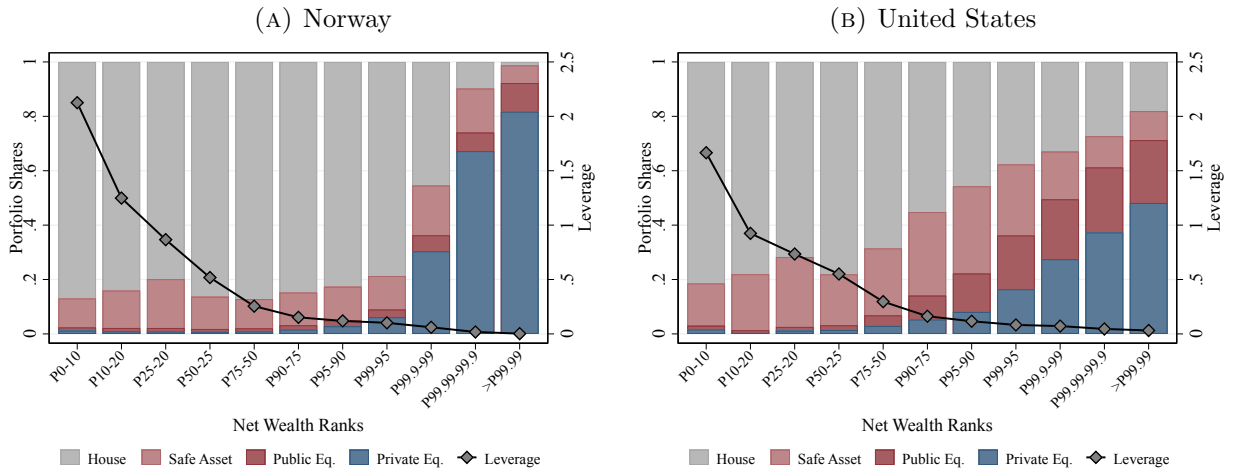 (A) Norway
(B) United States
Porfolio Shares
0 .2 .4 .6 .8 1
0 .5 1 1.5 2 2.5
Leverage
P0-10 P10-20 P25-20 P50-25 P75-50 P90-75 P95-90 P99-95 P99.9-99 P99.99-99.9 >P99.99
Net Wealth Ranks
House Safe Asset Public Eq. Private Eq. Leverage
Porfolio Shares
0 .2 .4 .6 .8 1
0 .5 1 1.5 2 2.5
Leverage
P0-10 P10-20 P25-20 P50-25 P75-50 P90-75 P95-90 P99-95 P99.9-99 P99.99-99.9 >P99.99
Net Wealth Ranks
House Safe Asset Public Eq. Private Eq. Leverage